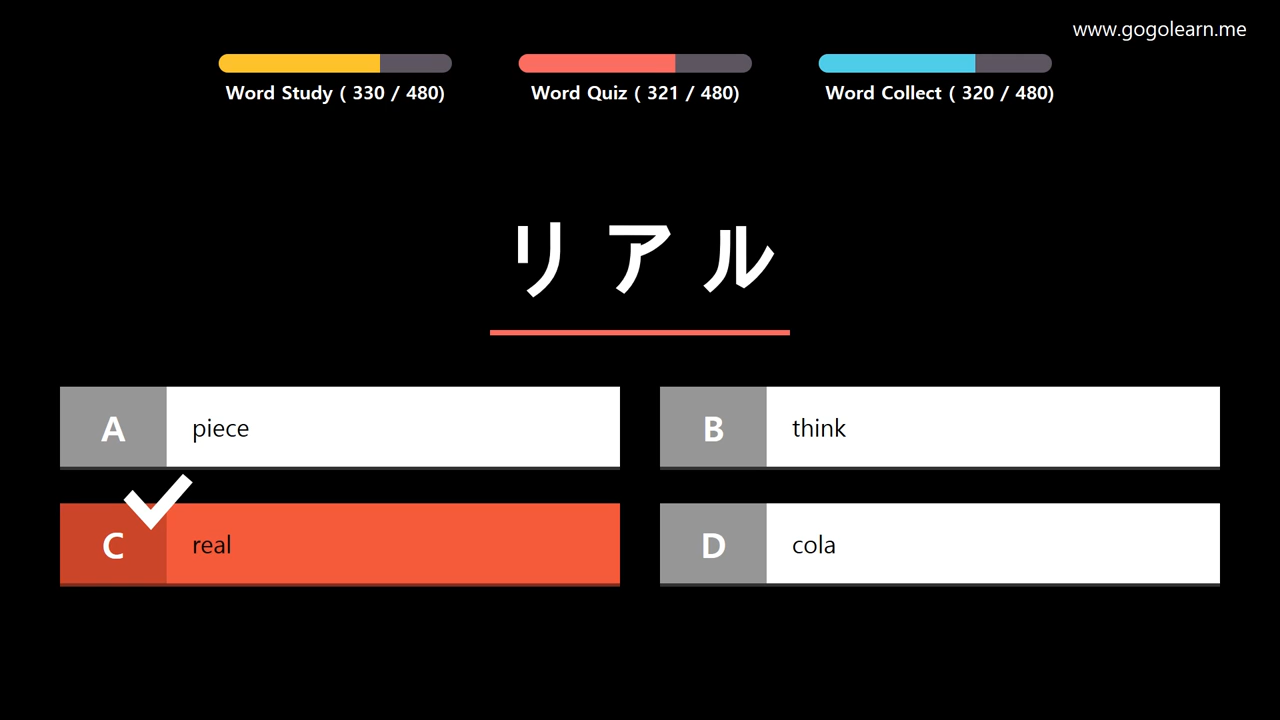 www.gogolearn.me
Word Study ( 330 / 480)
Word Quiz ( 321 / 480)
Word Collect ( 320 / 480)
リアル
A piece
B think
C real
D cola